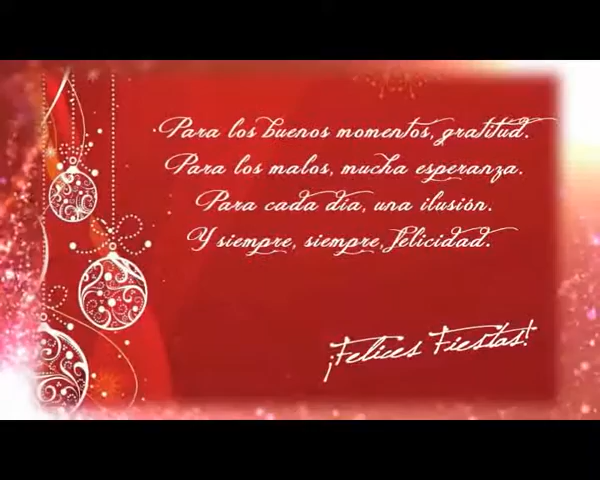 Para los buenos momentos, gratitud.
Para los malos, mucha esperanza.
Para cada día, una ilusión.
Y siempre, siempre, felicidad.
¡Felices Fiestas!